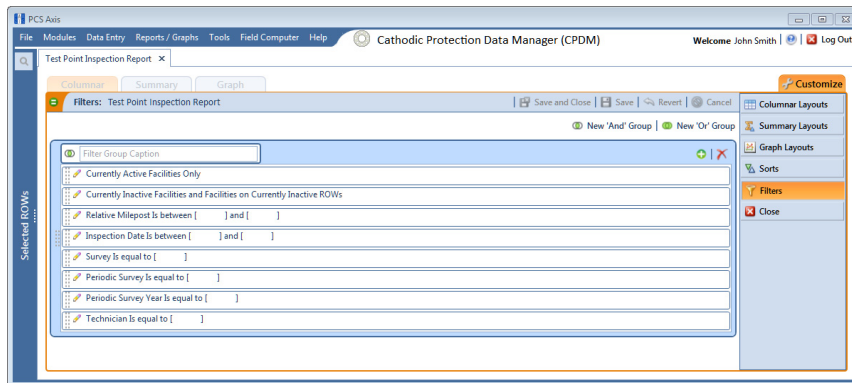 PCS Axis
File Modules Data Entry Reports / Graphs Tools Field Computer Help Cathodic Protection Data Manager (CPDM) Welcome John Smith | | Log Out
Test Point Inspection Report ×
Columnar Summary Graph Customize
Filters: Test Point Inspection Report | Save and Close | Save | Revert | Cancel
Columnar Layouts
New 'And' Group | New 'Or' Group
Summary Layouts
Filter Group Caption
Graph Layouts
Currently Active Facilities Only
Sorts
Currently Inactive Facilities and Facilities on Currently Inactive ROWs
Filters
Relative Milepost Is between [ ] and [ ]
Close
Inspection Date Is between [ ] and [ ]
Survey Is equal to [ ]
Periodic Survey Is equal to [ ]
Periodic Survey Year Is equal to [ ]
Technician Is equal to [ ]
Selected ROWs